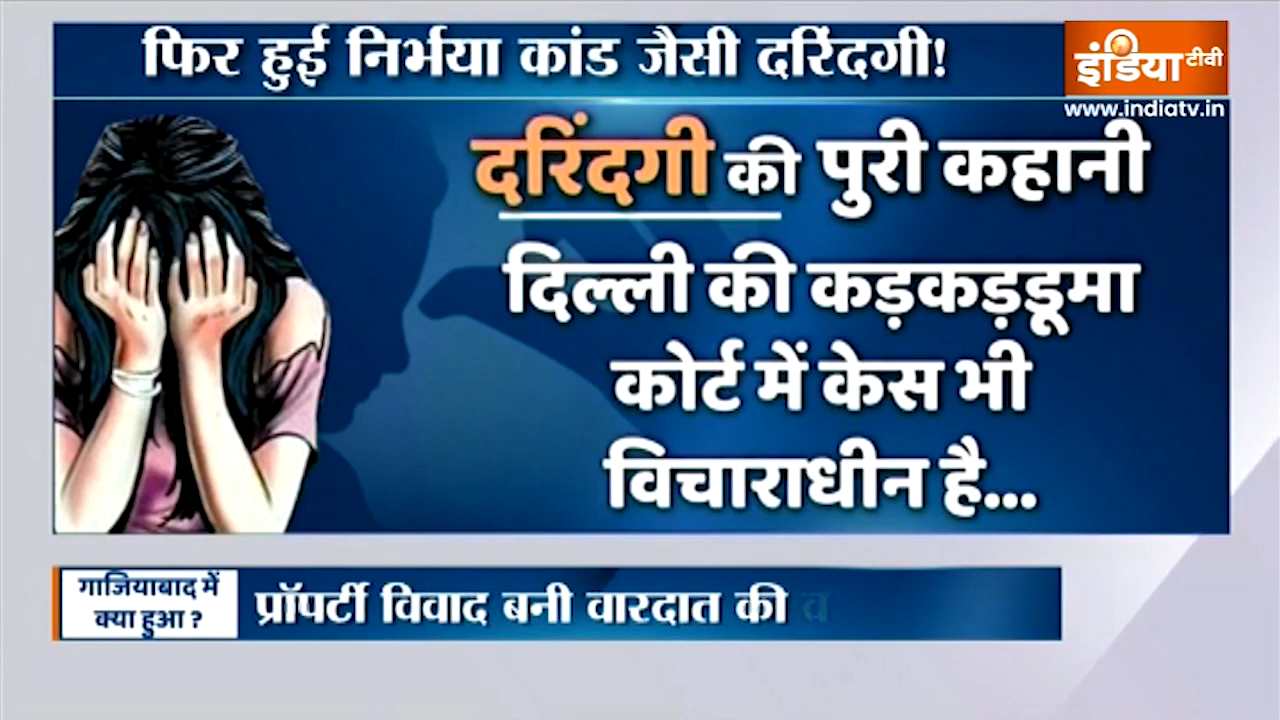 फिर हुई निर्भया कांड जैसी दरिंदगी!
इंडिया टीवी
www.indiatv.in
दरिंदगी की पुरी कहानी
दिल्ली की कड़कड़डूमा
कोर्ट में केस भी
विचाराधीन है...
गाजियाबाद में
क्या हुआ ?
प्रॉपर्टी विवाद बनी वारदात की